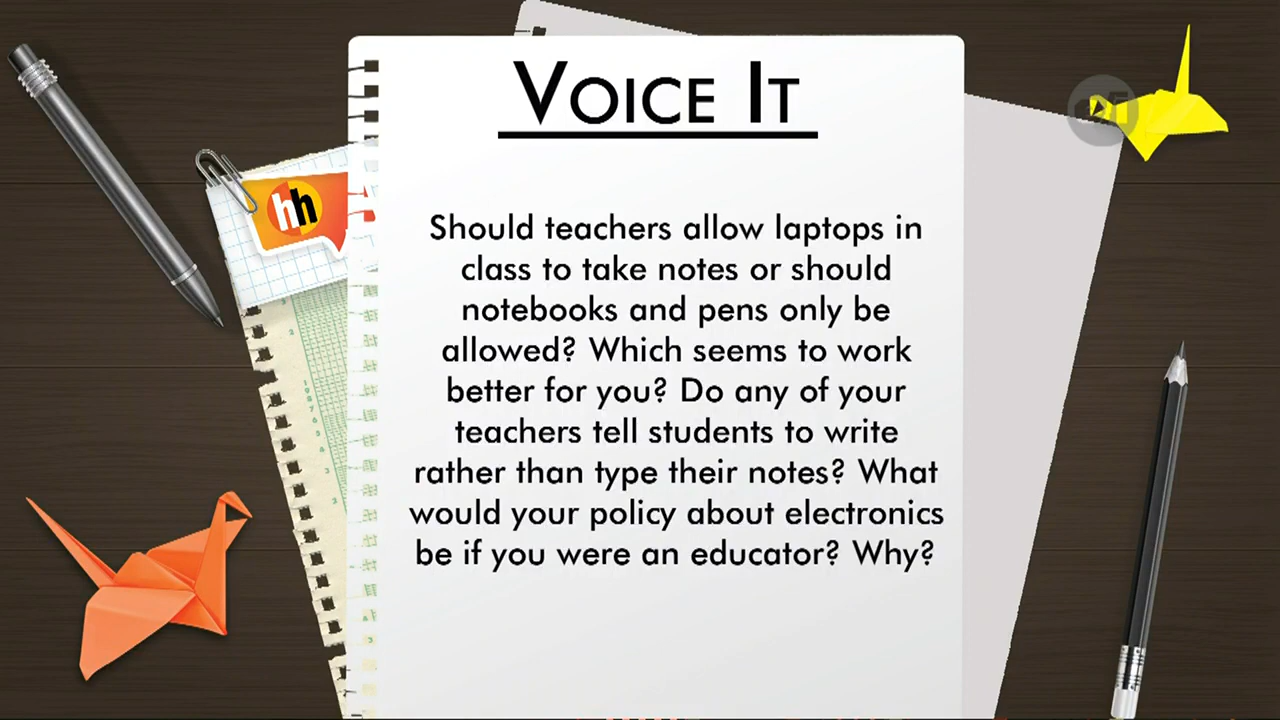 VOICE IT
hh
Should teachers allow laptops in
class to take notes or should
notebooks and pens only be
allowed? Which seems to work
better for you? Do any of your
teachers tell students to write
rather than type their notes? What
would your policy about electronics
be if you were an educator? Why?